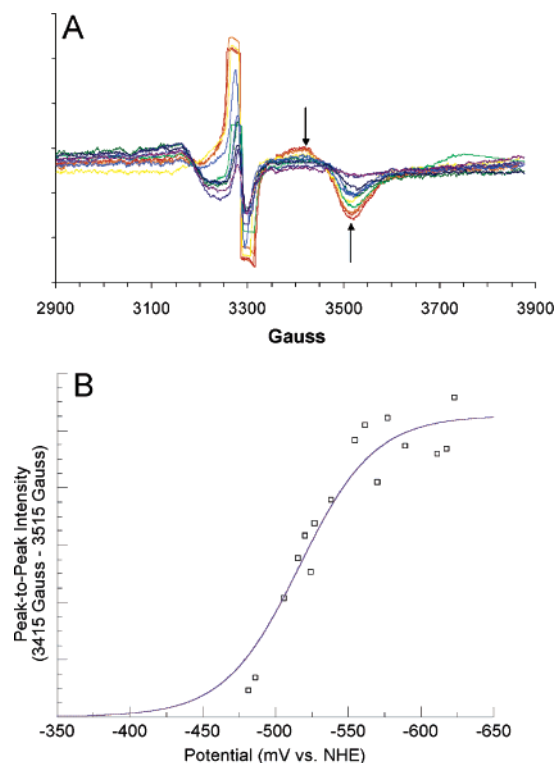 A
2900 3100 3300 3500 3700 3900
Gauss
B
Peak-to-Peak Intensity
(3415 Gauss - 3515 Gauss)
-350 -400 -450 -500 -550 -600 -650
Potential (mV vs. NHE)